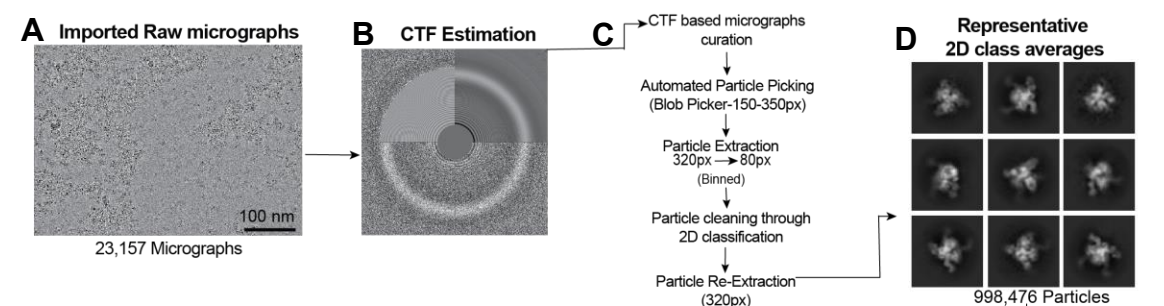 A Imported Raw micrographs
100 nm
23,157 Micrographs
B CTF Estimation
C
CTF based micrographs
curation
Automated Particle Picking
(Blob Picker-150-350px)
Particle Extraction
320px → 80px
(Binned)
Particle cleaning through
2D classification
Particle Re-Extraction
(320px)
D
Representative
2D class averages
998,476 Particles